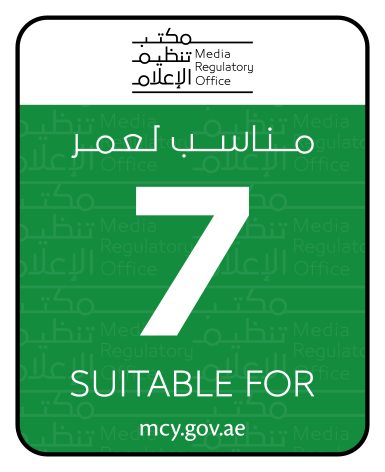 مكتب
تنظيم
الإعلام
Media
Regulatory
Office
مناسب لعمر
7
SUITABLE FOR
mcy.gov.ae